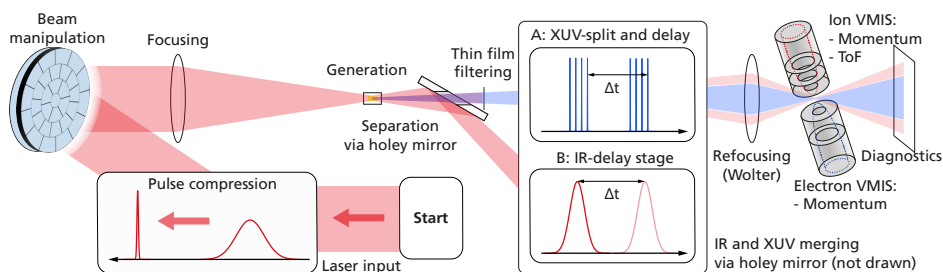 Beam
manipulation
Focusing
Generation
Separation
via holey mirror
Thin film
filtering
Pulse compression
Start
Laser input
A: XUV-split and delay
Δt
B: IR-delay stage
Δt
Refocusing
(Wolter)
Ion VMIS:
- Momentum
- ToF
Electron VMIS:
- Momentum
Diagnostics
IR and XUV merging
via holey mirror (not drawn)